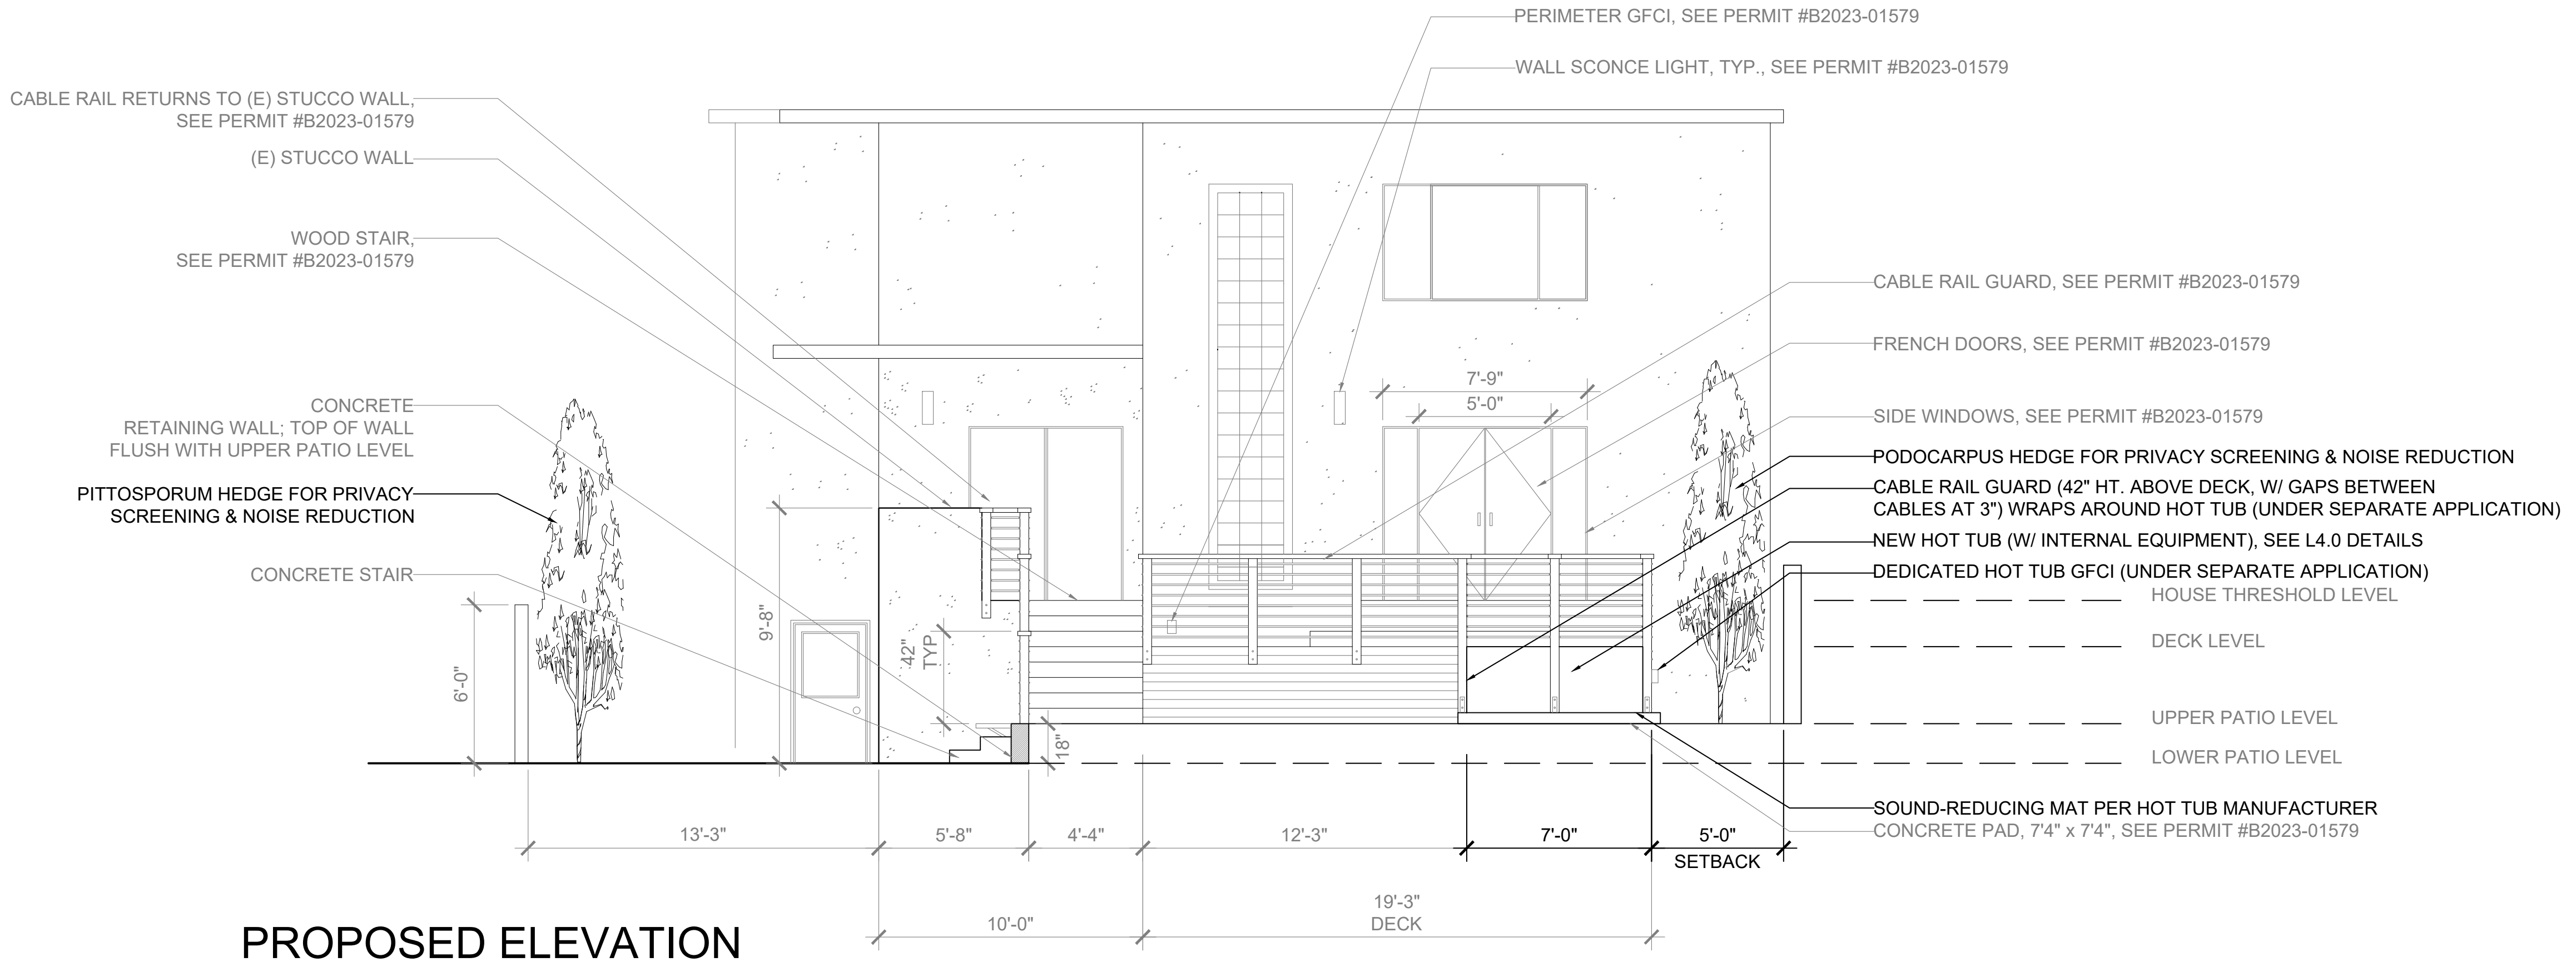 PERIMETER GFCI, SEE PERMIT #B2023-01579
WALL SCONCE LIGHT, TYP., SEE PERMIT #B2023-01579
CABLE RAIL RETURNS TO (E) STUCCO WALL,
SEE PERMIT #B2023-01579
(E) STUCCO WALL
WOOD STAIR,
SEE PERMIT #B2023-01579
CONCRETE
RETAINING WALL; TOP OF WALL
FLUSH WITH UPPER PATIO LEVEL
PITTOSPORUM HEDGE FOR PRIVACY
SCREENING & NOISE REDUCTION
CONCRETE STAIR
CABLE RAIL GUARD, SEE PERMIT #B2023-01579
FRENCH DOORS, SEE PERMIT #B2023-01579
SIDE WINDOWS, SEE PERMIT #B2023-01579
PODOCARPUS HEDGE FOR PRIVACY SCREENING & NOISE REDUCTION
CABLE RAIL GUARD (42" HT. ABOVE DECK, W/ GAPS BETWEEN
CABLES AT 3") WRAPS AROUND HOT TUB (UNDER SEPARATE APPLICATION)
NEW HOT TUB (W/ INTERNAL EQUIPMENT), SEE L4.0 DETAILS
DEDICATED HOT TUB GFCI (UNDER SEPARATE APPLICATION)
HOUSE THRESHOLD LEVEL
DECK LEVEL
UPPER PATIO LEVEL
LOWER PATIO LEVEL
SOUND-REDUCING MAT PER HOT TUB MANUFACTURER
CONCRETE PAD, 7'4" x 7'4", SEE PERMIT #B2023-01579
7'-9"
5'-0"
6'-0"
9'-8"
42"
TYP
18"
13'-3"
5'-8"
4'-4"
12'-3"
7'-0"
5'-0"
SETBACK
10'-0"
19'-3"
DECK
PROPOSED ELEVATION